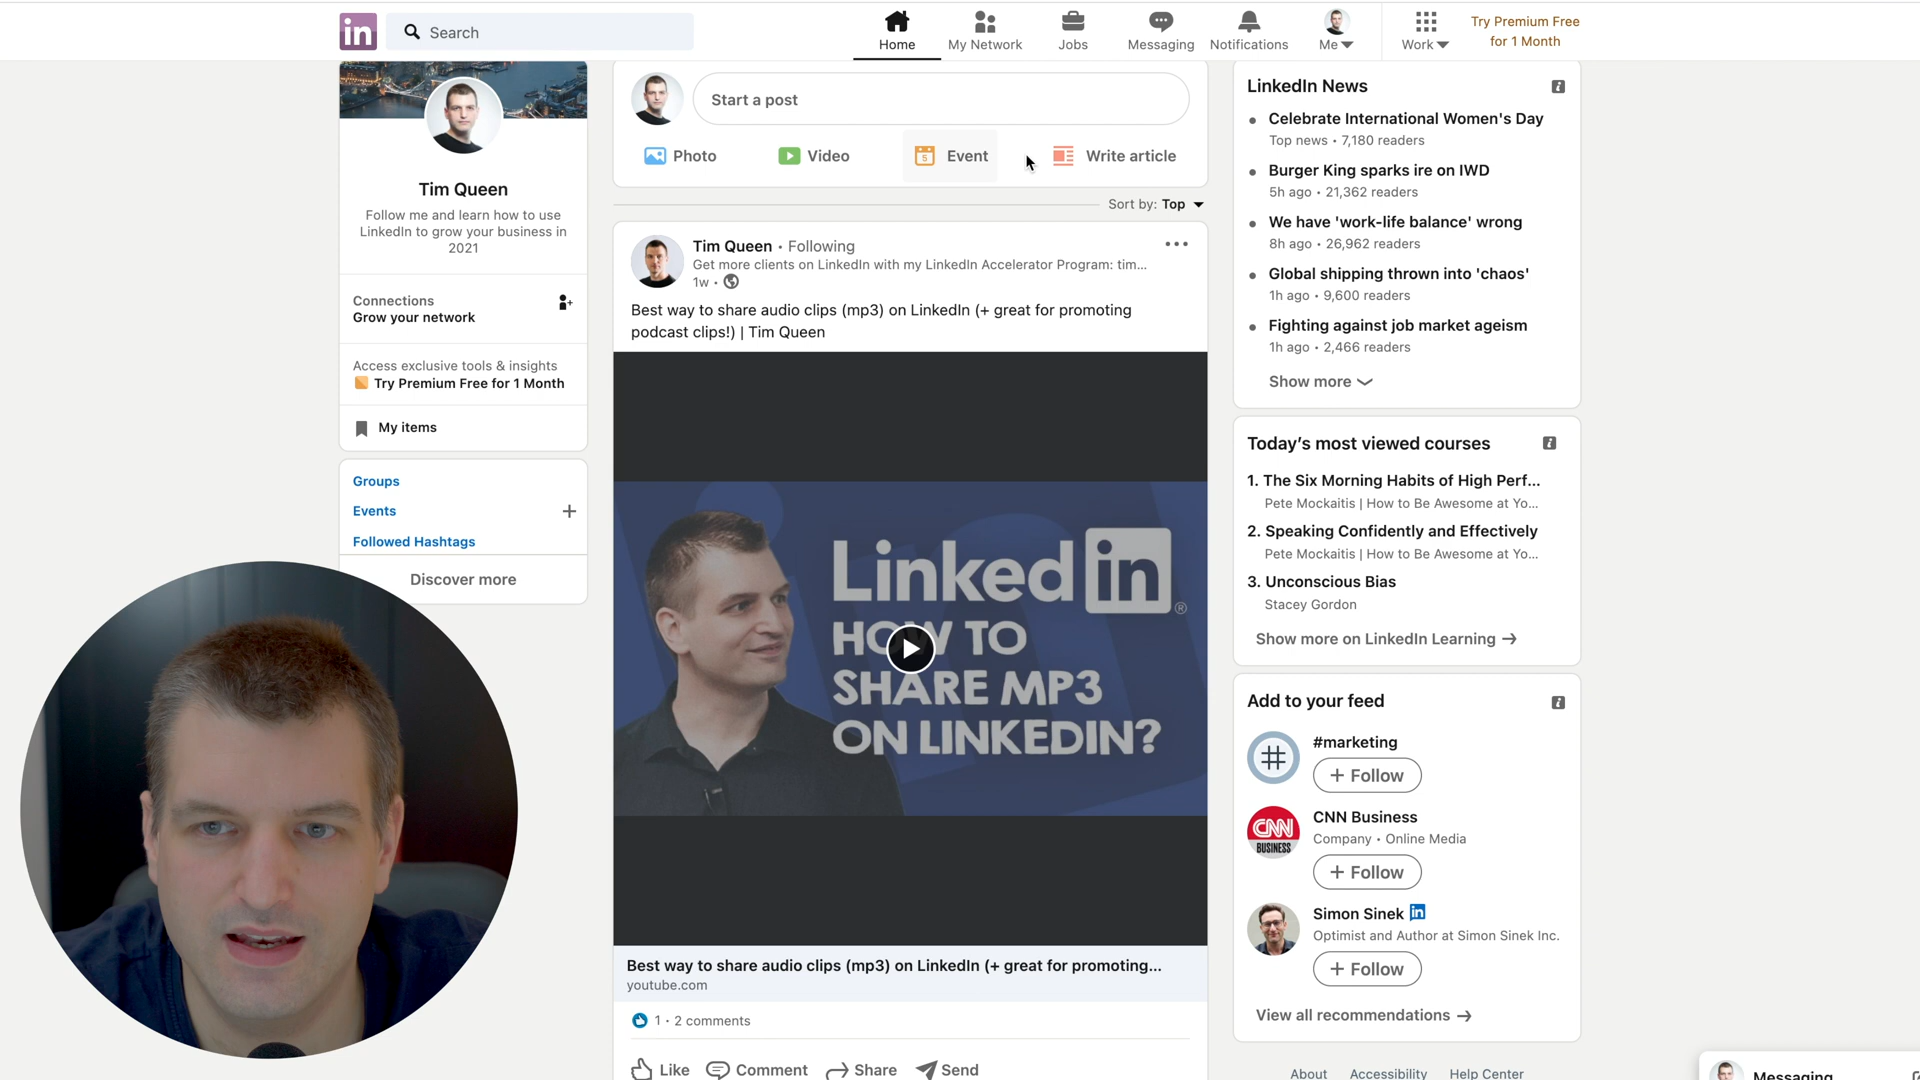 in
Search
Home
My Network
Jobs
Messaging
Notifications
Me
Work
Try Premium Free
for 1 Month
Tim Queen
Follow me and learn how to use
LinkedIn to grow your business in
2021
Connections
Grow your network
Access exclusive tools & insights
Try Premium Free for 1 Month
My items
Groups
Events
Followed Hashtags
Discover more
Start a post
Photo
Video
5
Event
Write article
Sort by: Top
Tim Queen • Following
Get more clients on LinkedIn with my LinkedIn Accelerator Program: tim...
1w •
Best way to share audio clips (mp3) on LinkedIn (+ great for promoting
podcast clips!) | Tim Queen
Linked in ®
HOW TO
SHARE MP3
ON LINKEDIN?
Best way to share audio clips (mp3) on LinkedIn (+ great for promoting...
youtube.com
1 • 2 comments
Like
Comment
Share
Send
LinkedIn News
Celebrate International Women's Day
Top news • 7,180 readers
Burger King sparks ire on IWD
5h ago • 21,362 readers
We have 'work-life balance' wrong
8h ago • 26,962 readers
Global shipping thrown into 'chaos'
1h ago • 9,600 readers
Fighting against job market ageism
1h ago • 2,466 readers
Show more
Today's most viewed courses
1. The Six Morning Habits of High Perf...
Pete Mockaitis | How to Be Awesome at Yo...
2. Speaking Confidently and Effectively
Pete Mockaitis | How to Be Awesome at Yo...
3. Unconscious Bias
Stacey Gordon
Show more on LinkedIn Learning →
Add to your feed
#
#marketing
+ Follow
CNN
BUSINESS
CNN Business
Company • Online Media
+ Follow
Simon Sinek in
Optimist and Author at Simon Sinek Inc.
+ Follow
View all recommendations →
About
Accessibility
Help Center
Messaging